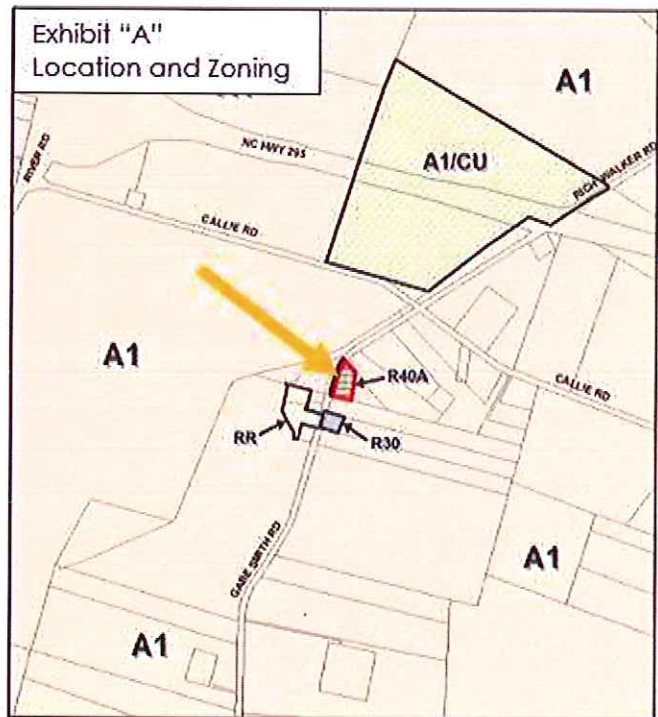 Exhibit "A"
Location and Zoning
A1
NC HWY 295
A1/CU
RICH WALKER RD
RIVER RD
CALLIE RD
A1
R40A
CALLIE RD
RR
R30
GABE SMITH RD
A1
A1